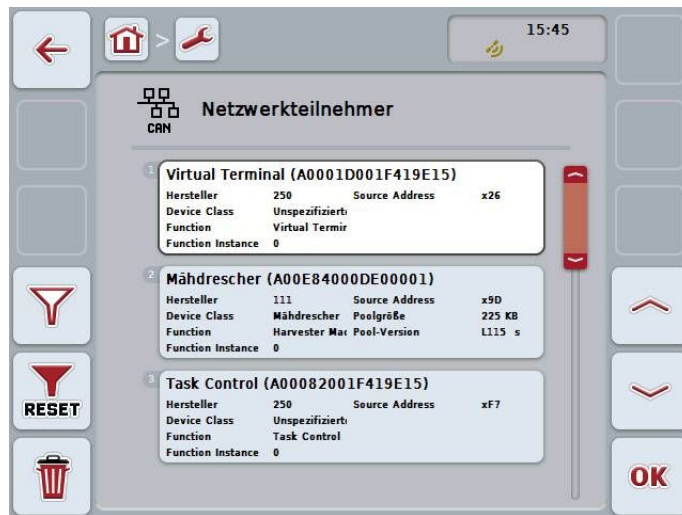 15:45
>
CAN Netzwerkteilnehmer
1 Virtual Terminal (A0001D001F419E15)
Hersteller 250 Source Address x26
Device Class Unspezifizierte
Function Virtual Termin
Function Instance 0
2 Mähdrescher (A00E84000DE00001)
Hersteller 111 Source Address x9D
Device Class Mähdrescher Poolgröße 225 KB
Function Harvester Mac Pool-Version L115 s
Function Instance 0
3 Task Control (A00082001F419E15)
Hersteller 250 Source Address xF7
RESET
Device Class Unspezifizierte
Function Task Control
Function Instance 0
OK